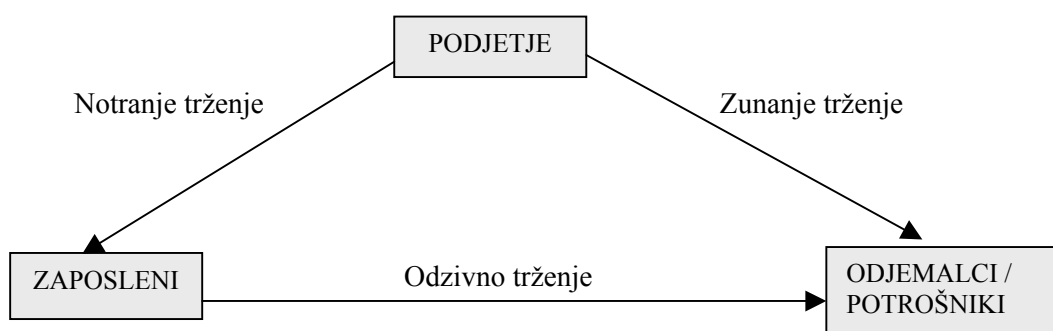 PODJETJE
Notranje trženje
Zunanje trženje
ZAPOSLENI
Odzivno trženje
ODJEMALCI /
POTROŠNIKI